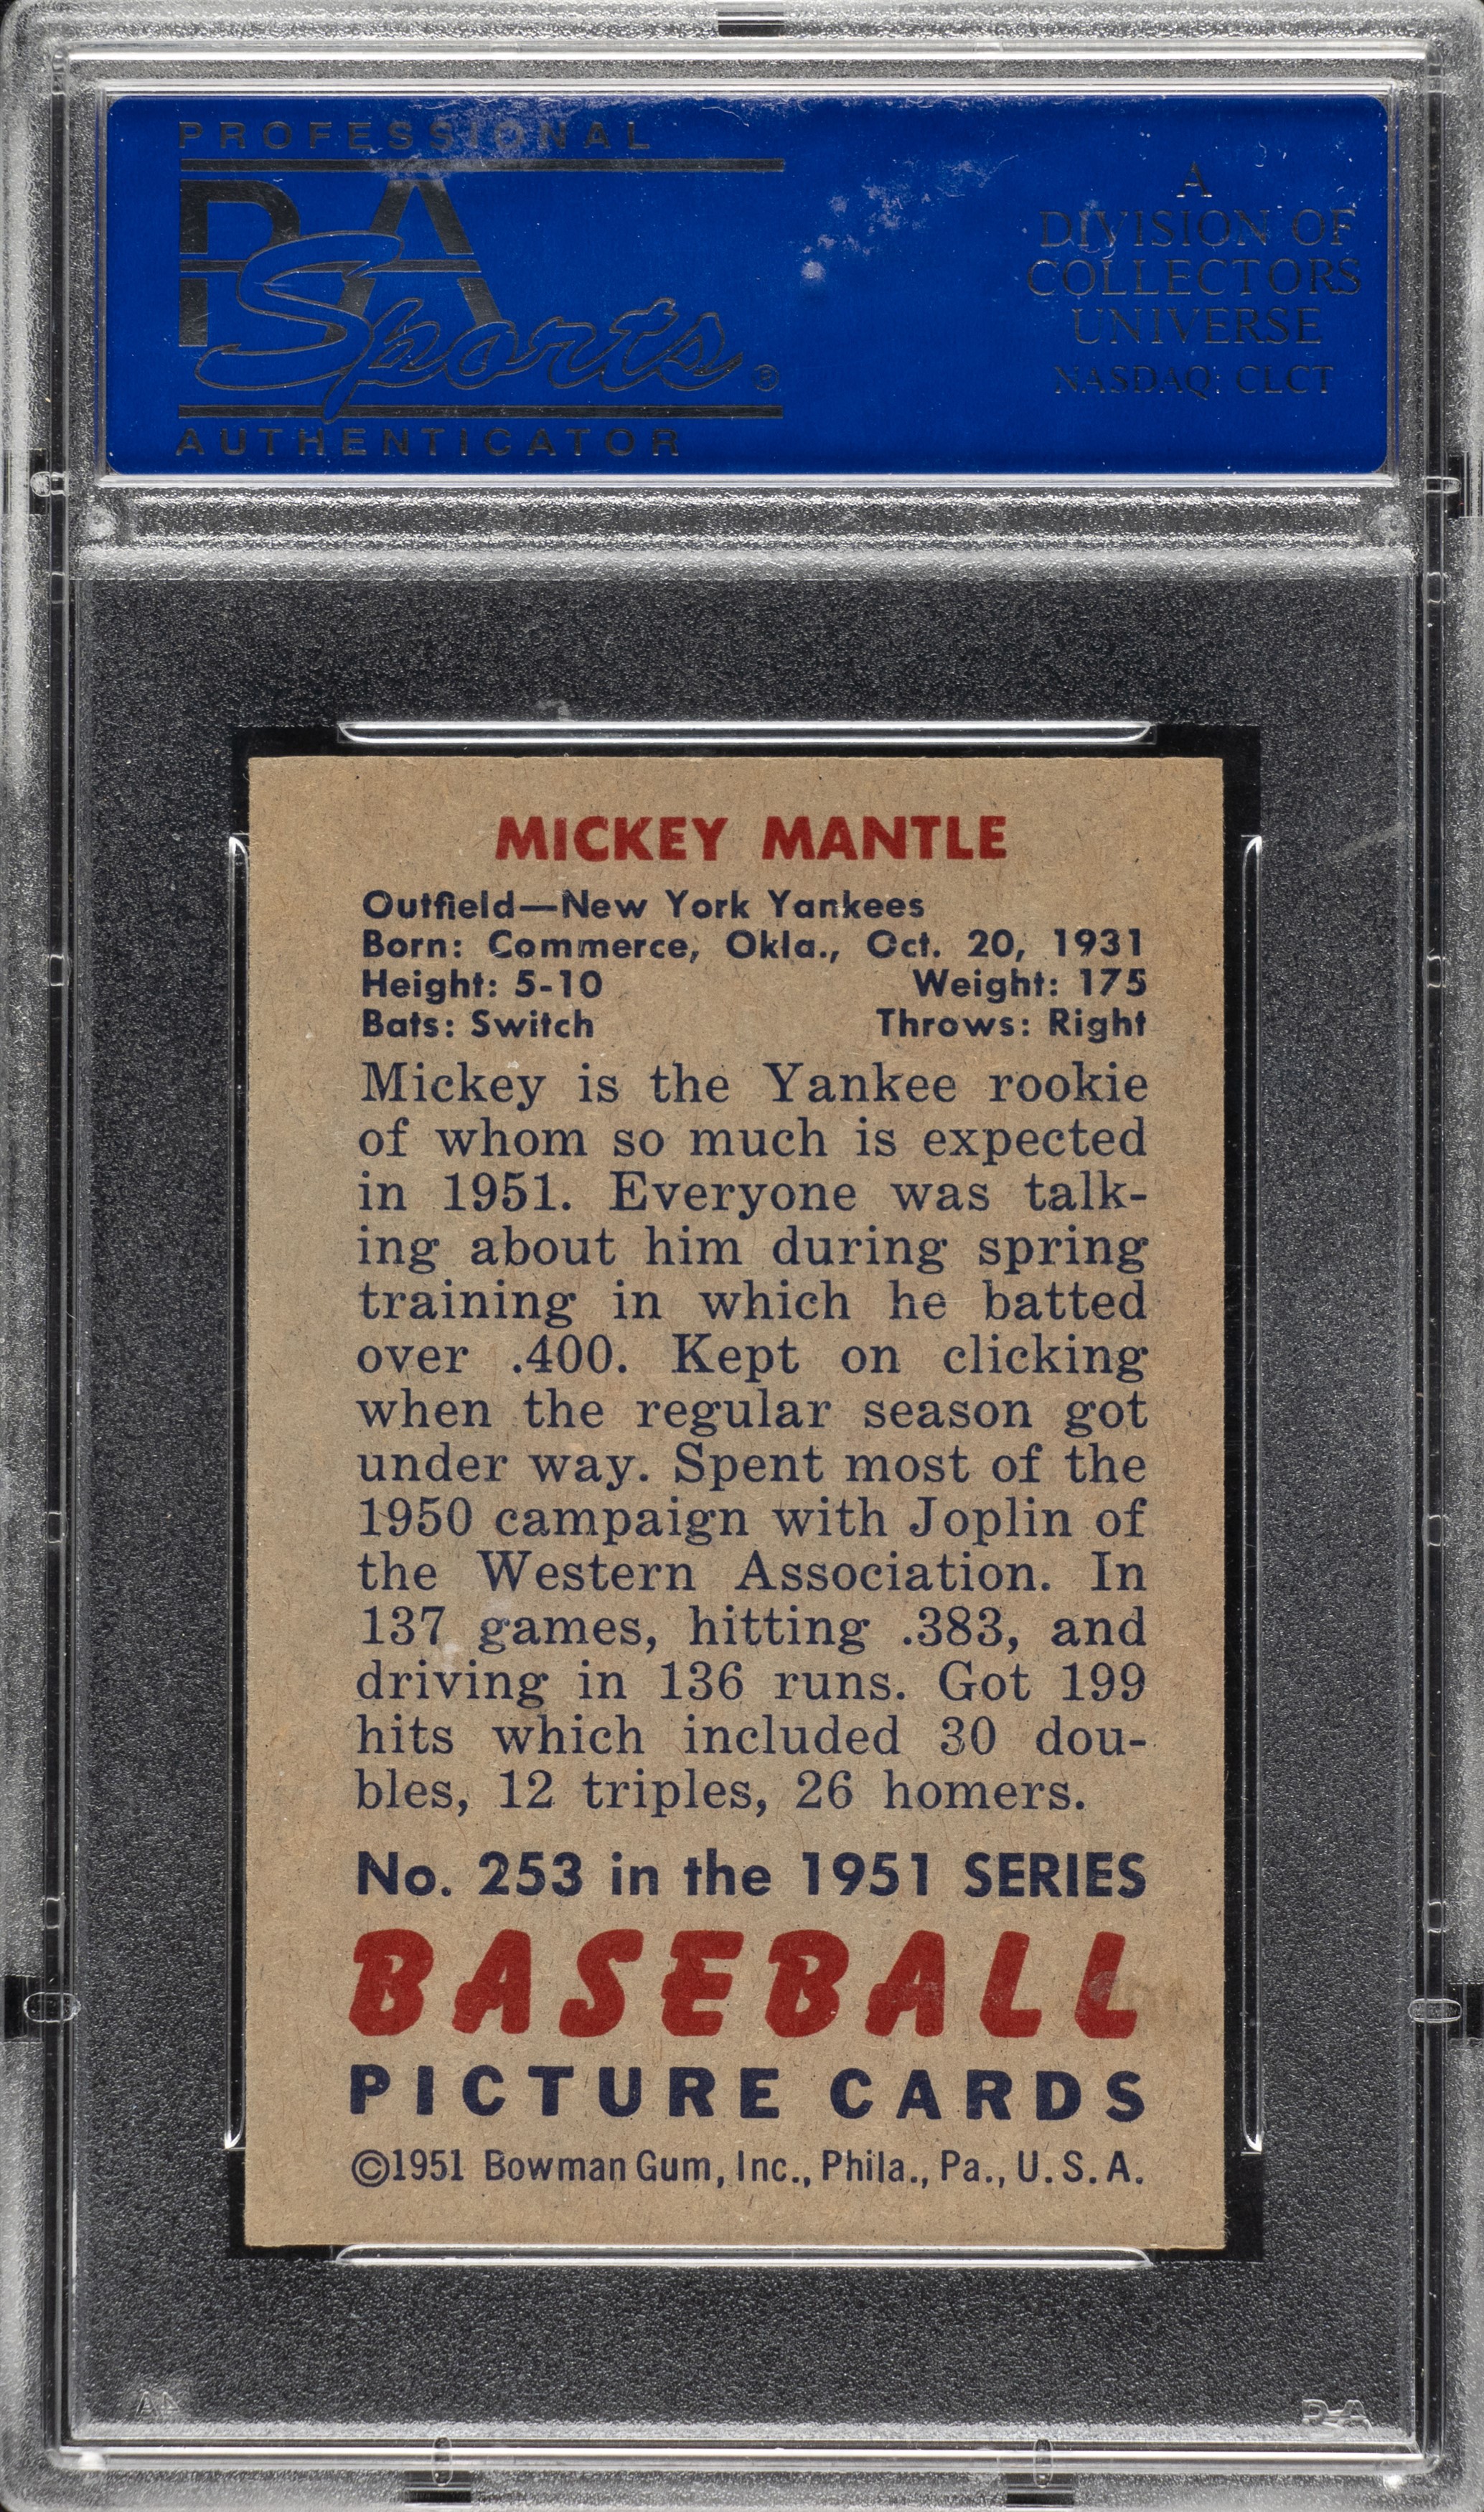 PROFESSIONAL
PSA
Sports®
AUTHENTICATOR
A
DIVISION OF
COLLECTORS
UNIVERSE
NASDAQ: CLCT
MICKEY MANTLE
Outfield—New York Yankees
Born: Commerce, Okla., Oct. 20, 1931
Height: 5-10 Weight: 175
Bats: Switch Throws: Right
Mickey is the Yankee rookie
of whom so much is expected
in 1951. Everyone was talk-
ing about him during spring
training in which he batted
over .400. Kept on clicking
when the regular season got
under way. Spent most of the
1950 campaign with Joplin of
the Western Association. In
137 games, hitting .383, and
driving in 136 runs. Got 199
hits which included 30 dou-
bles, 12 triples, 26 homers.
No. 253 in the 1951 SERIES
BASEBALL
PICTURE CARDS
©1951 Bowman Gum, Inc., Phila., Pa., U.S.A.